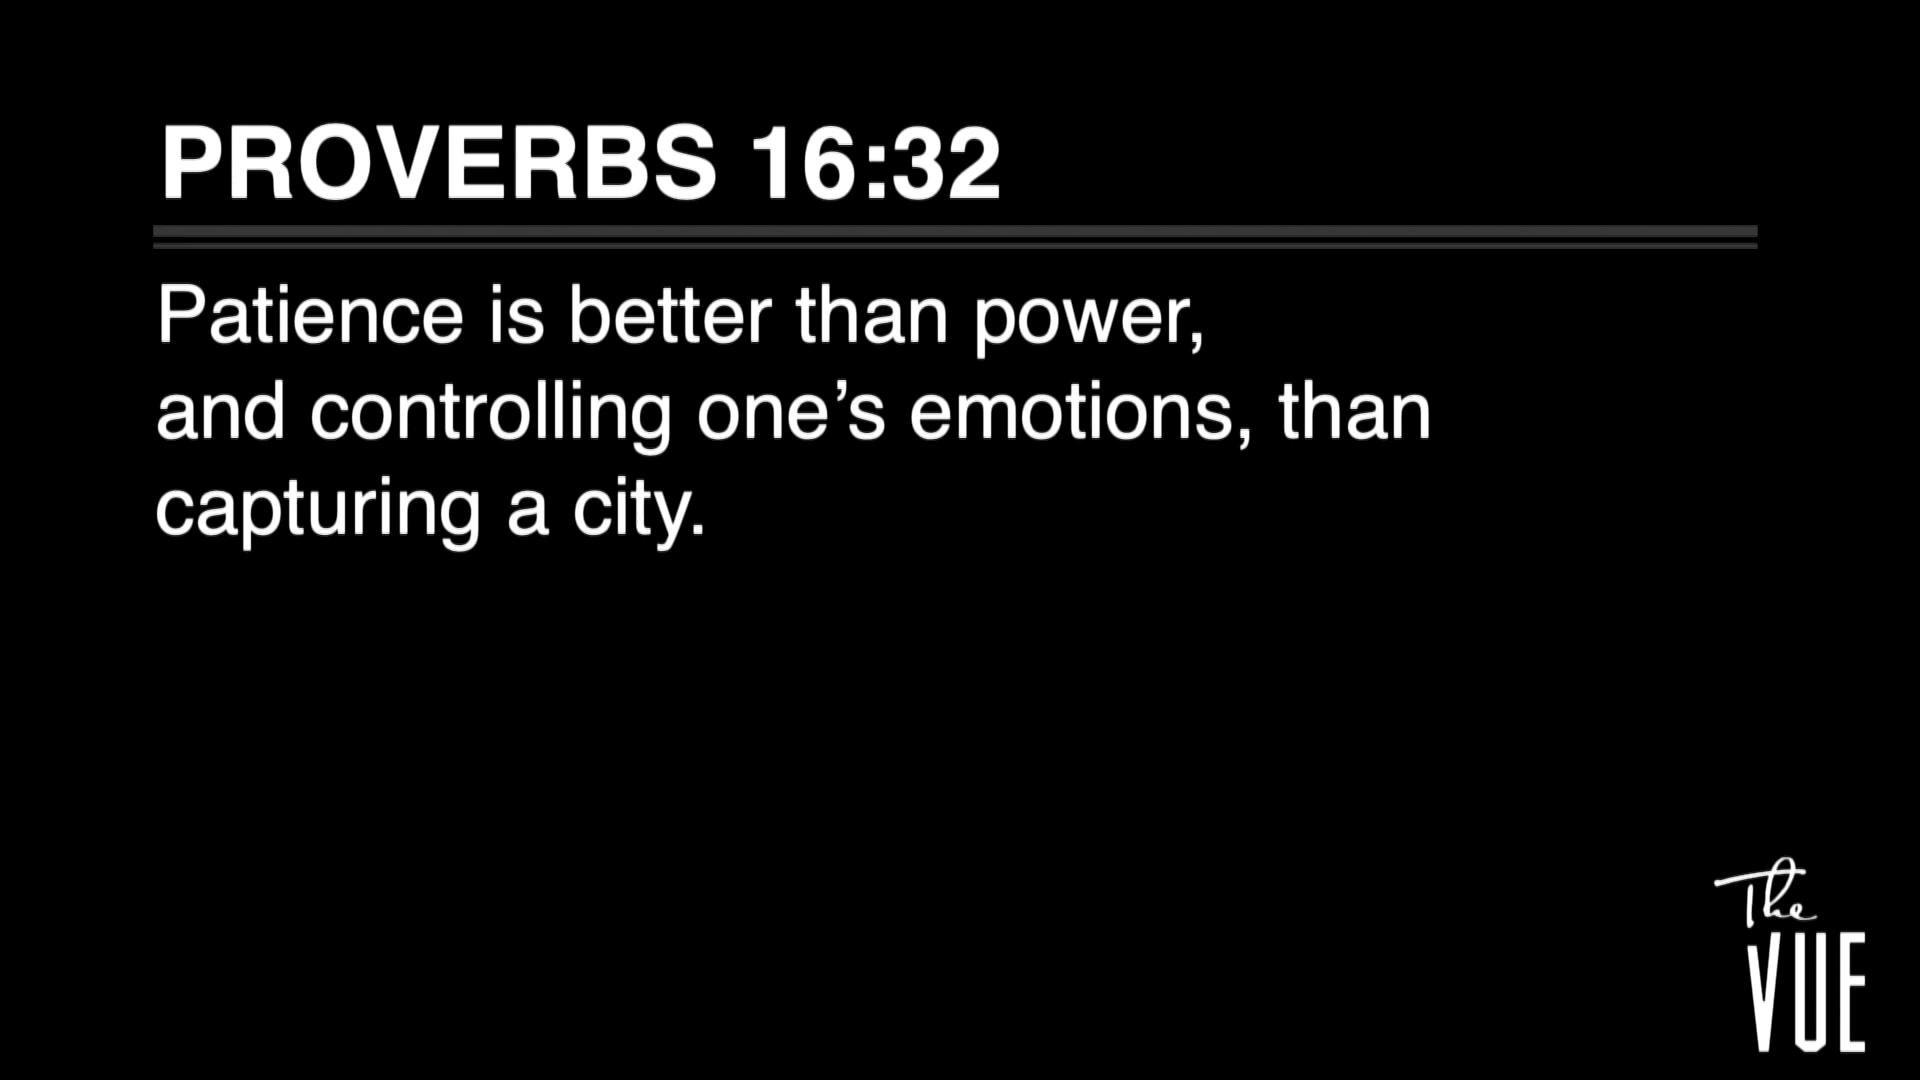 PROVERBS 16:32
Patience is better than power,
and controlling one’s emotions, than
capturing a city.
The
VUE